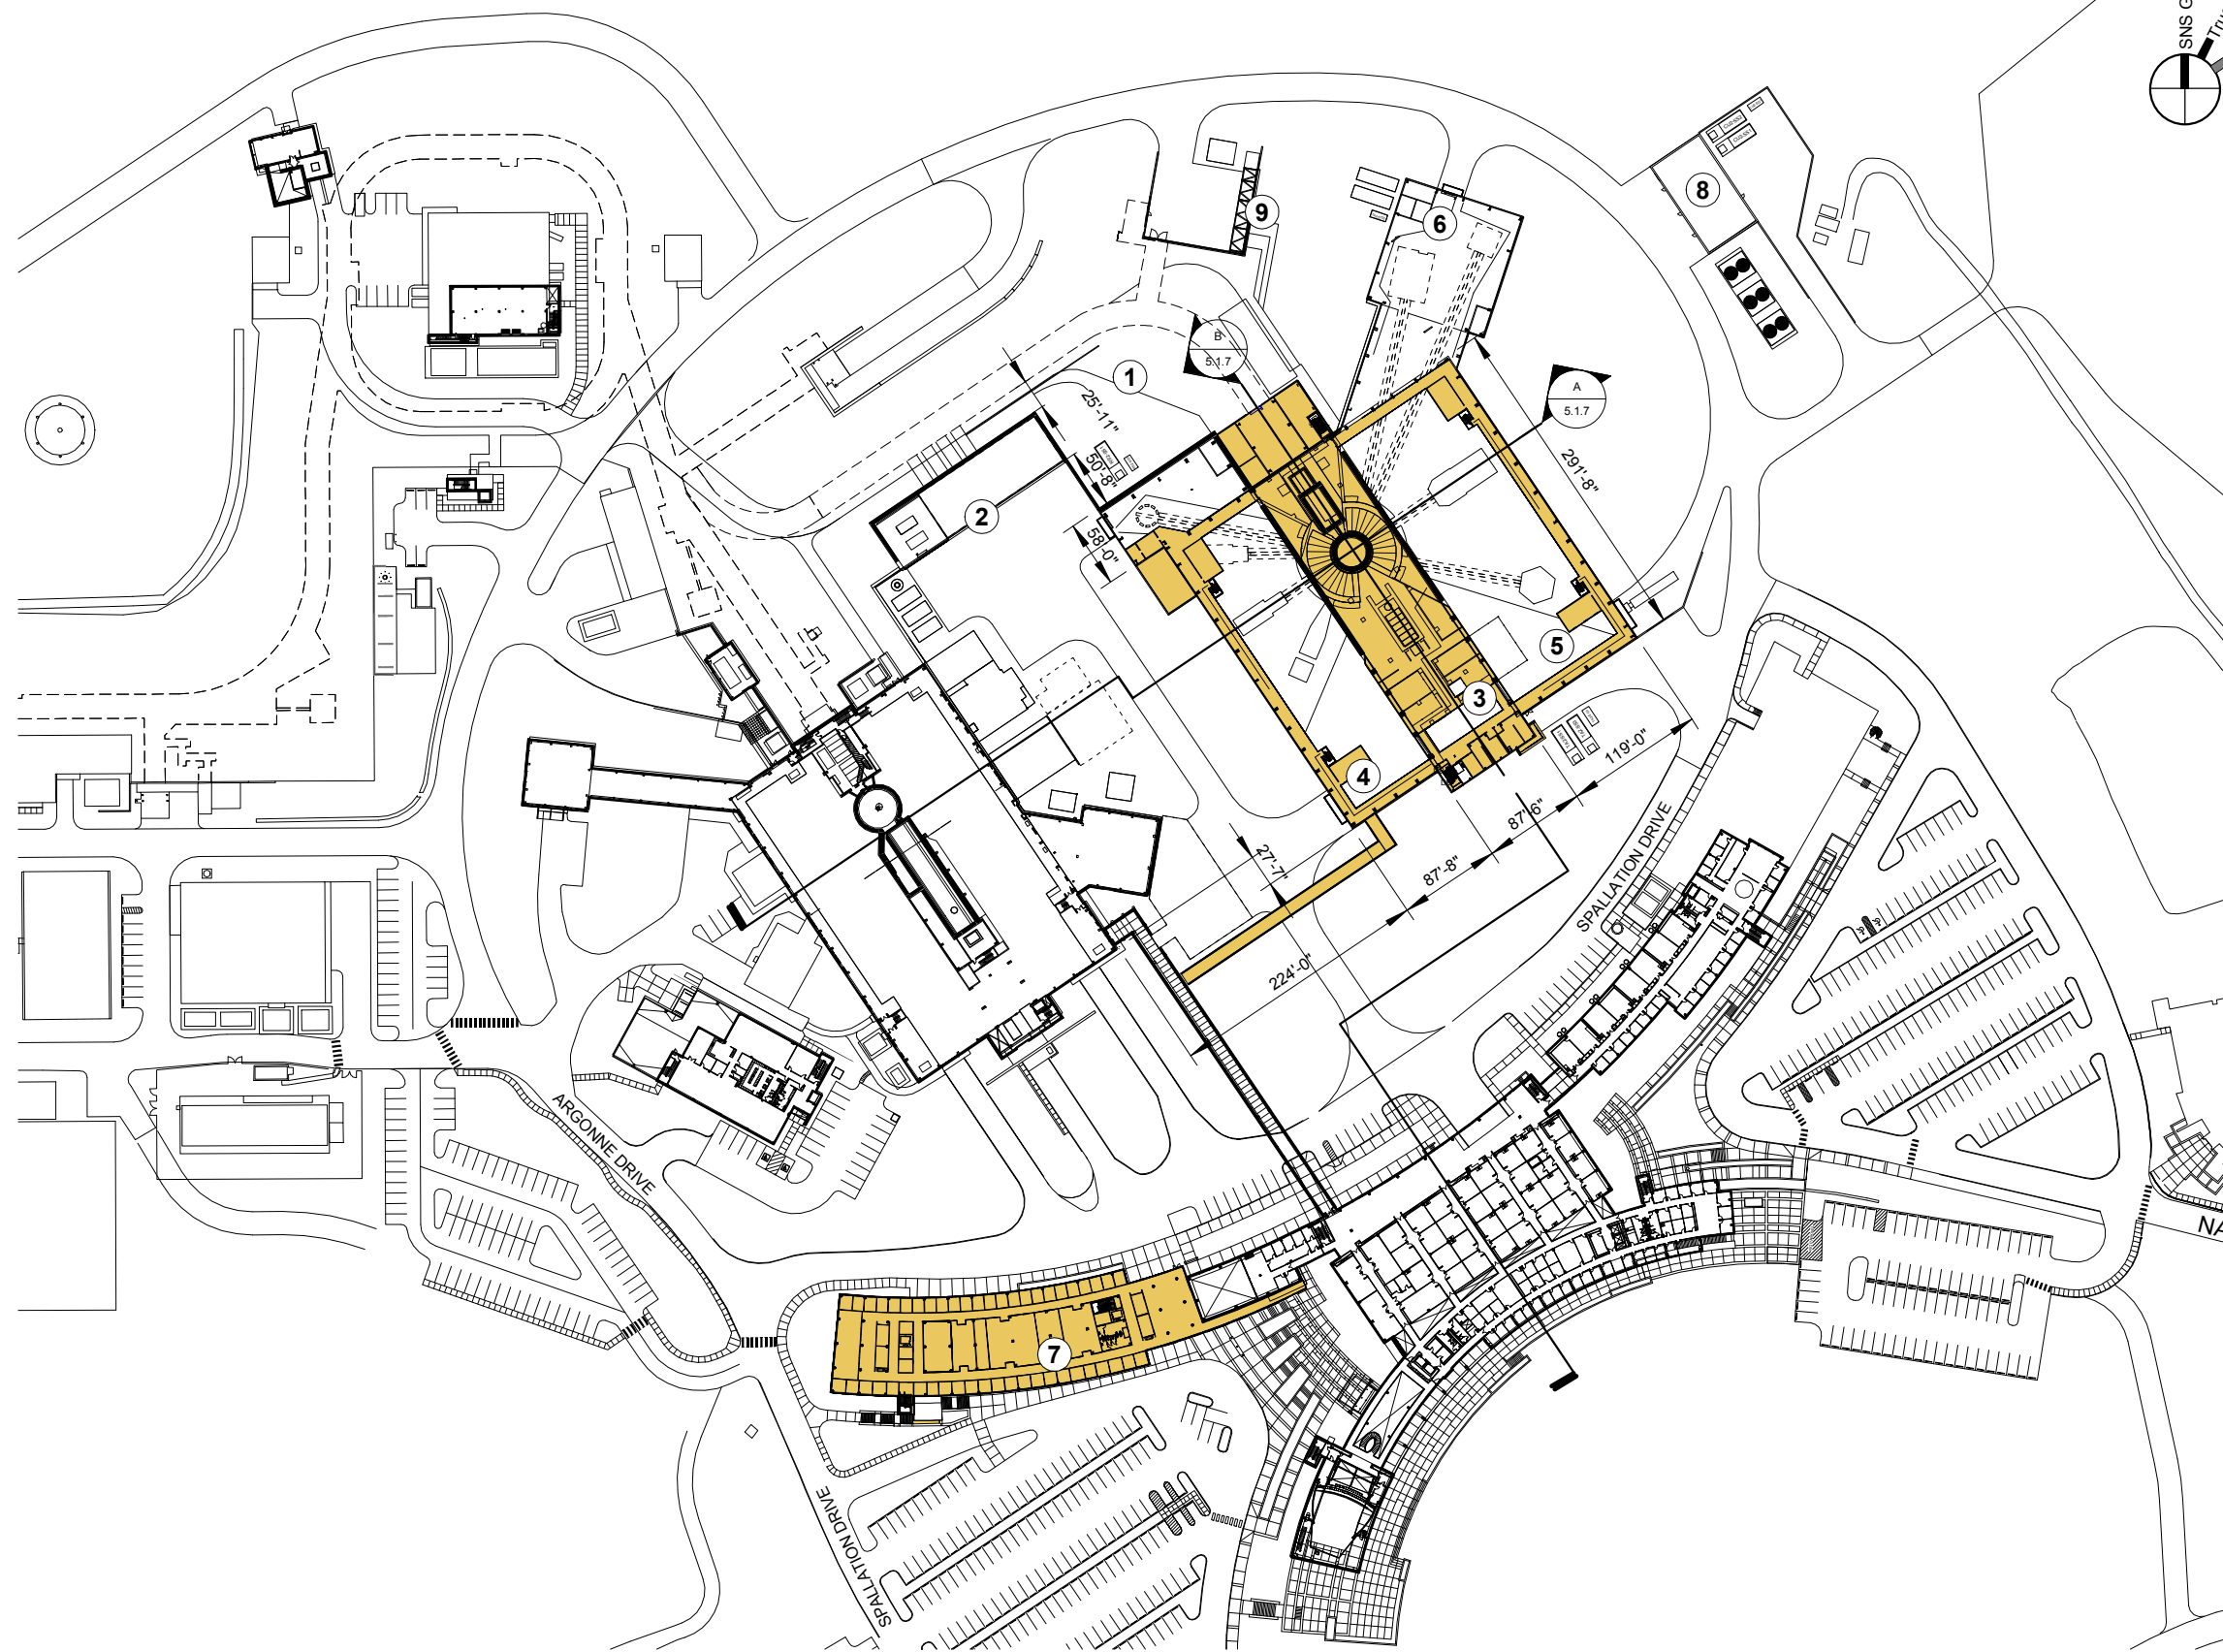 SNS G
Tru
8
9
6
B
5.1.7
1
A
5.1.7
25'-11"
50'-8"
291'-8"
2
58'-0"
5
3
4
119'-0"
87'-6"
SPALLATION DRIVE
27'-7"
87'-8"
224'-0"
ARGONNE DRIVE
NA
7
SPALLATION DRIVE